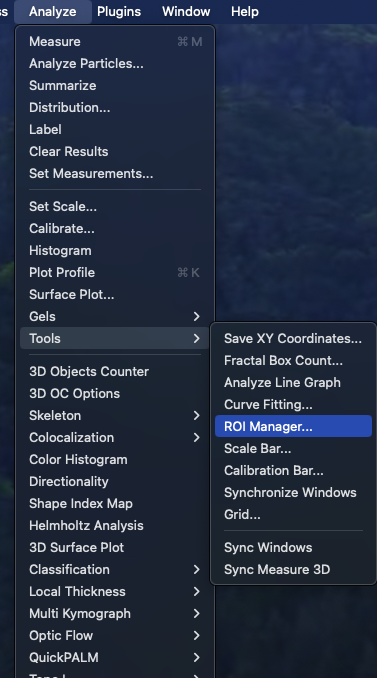 ss Analyze Plugins Window Help
Measure ⌘ M
Analyze Particles...
Summarize
Distribution...
Label
Clear Results
Set Measurements...
Set Scale...
Calibrate...
Histogram
Plot Profile ⌘ K
Surface Plot...
Gels
Tools
Save XY Coordinates...
Fractal Box Count...
Analyze Line Graph
Curve Fitting...
ROI Manager...
Scale Bar...
Calibration Bar...
Synchronize Windows
Grid...
Sync Windows
Sync Measure 3D
3D Objects Counter
3D OC Options
Skeleton
Colocalization
Color Histogram
Directionality
Shape Index Map
Helmholtz Analysis
3D Surface Plot
Classification
Local Thickness
Multi Kymograph
Optic Flow
QuickPALM